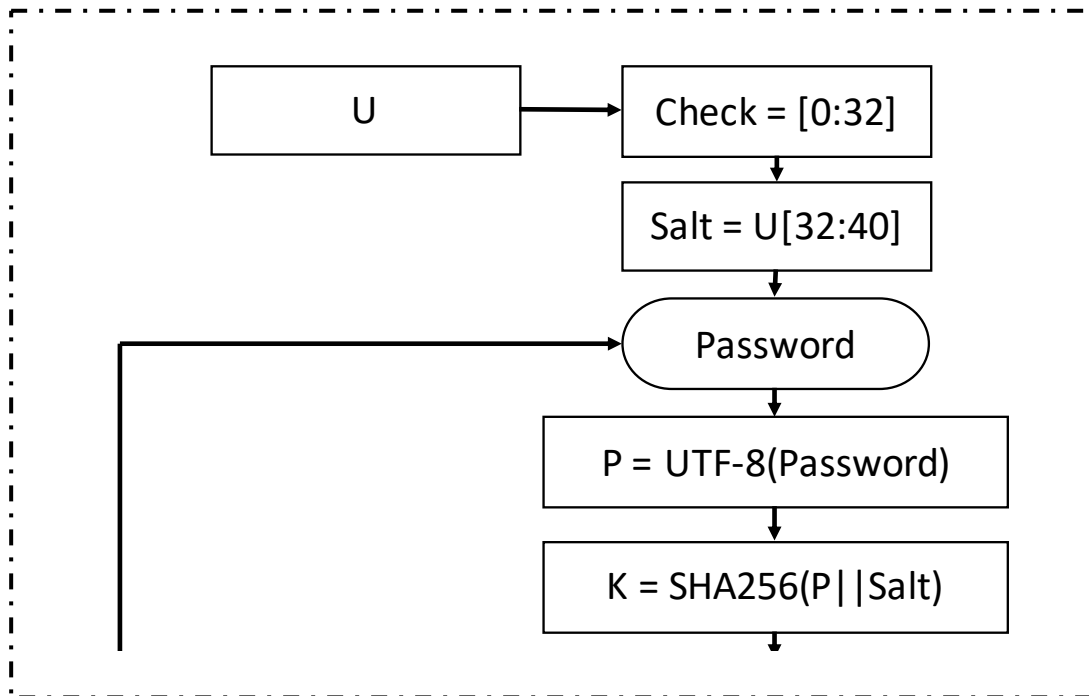 U
Check = [0:32]
Salt = U[32:40]
Password
P = UTF-8(Password)
K = SHA256(P||Salt)